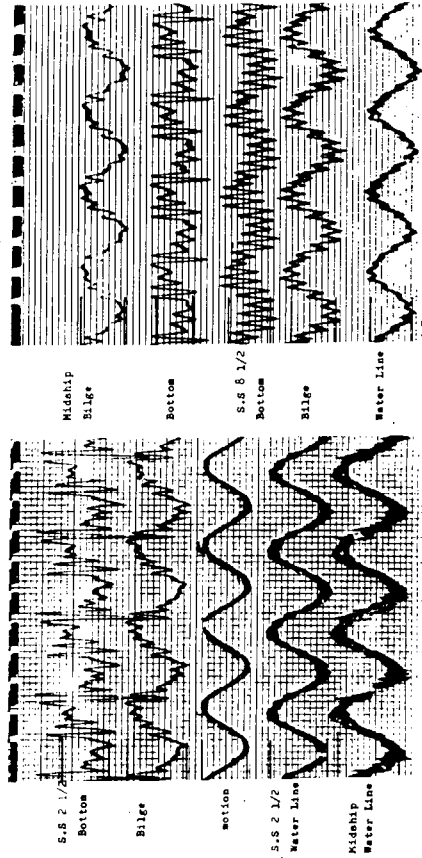 Midship
Bilge
Bottom
S.S 8 1/2
Bottom
Bilge
Water Line
S.S 2 1/2
Bottom
Bilge
motion
S.S 2 1/2
Water Line
Midship
Water Line